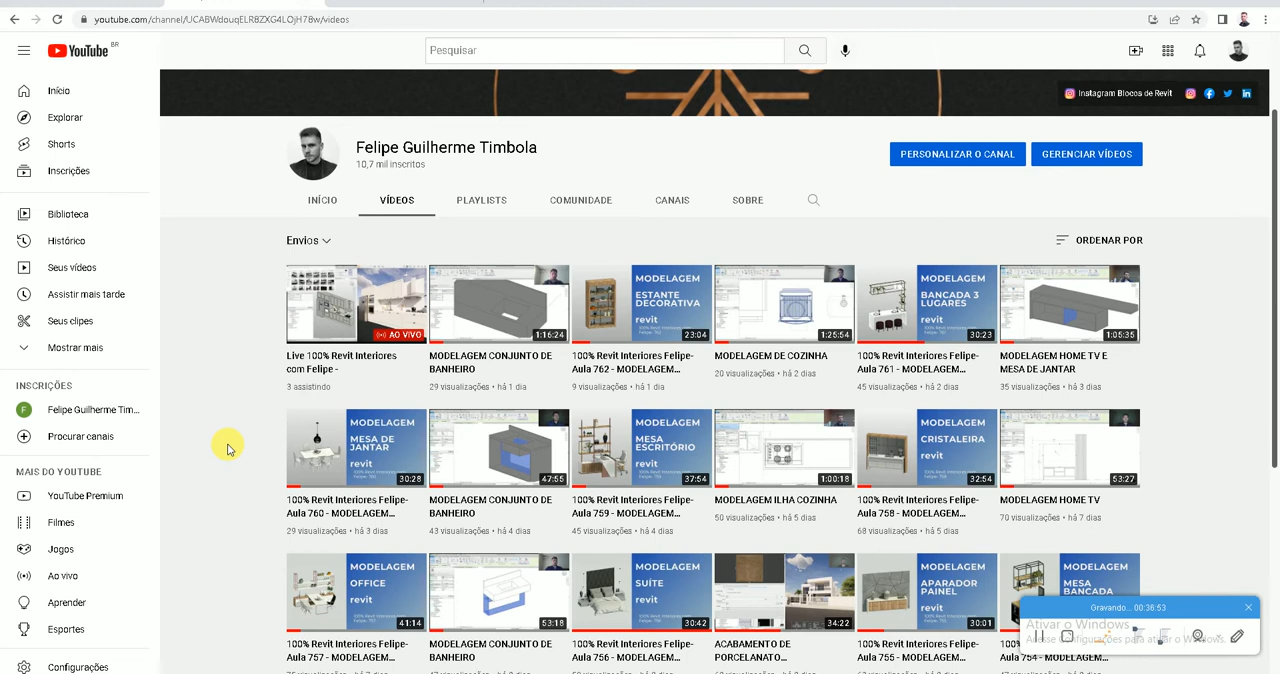 youtube.com/channel/UCABWdouqELR8ZXG4LOjH78w/videos
YouTube BR
Pesquisar
Instagram Blocos de Revit
Felipe Guilherme Timbola
10,7 mil inscritos
PERSONALIZAR O CANAL
GERENCIAR VÍDEOS
INÍCIO
VÍDEOS
PLAYLISTS
COMUNIDADE
CANAIS
SOBRE
Início
Explorar
Shorts
Inscrições
Biblioteca
Histórico
Seus vídeos
Assistir mais tarde
Seus clipes
Mostrar mais
INSCRIÇÕES
F
Felipe Guilherme Tim...
Procurar canais
MAIS DO YOUTUBE
YouTube Premium
Filmes
Jogos
Ao vivo
Aprender
Esportes
Configurações
Envios
ORDENAR POR
AO VIVO
Live 100% Revit Interiores
com Felipe -
3 assistindo
1:16:24
MODELAGEM CONJUNTO DE
BANHEIRO
29 visualizações • há 1 dia
MODELAGEM
ESTANTE
DECORATIVA
revit
23:04
100% Revit Interiores Felipe-
Aula 762 - MODELAGEM...
9 visualizações • há 1 dia
1:25:54
MODELAGEM DE COZINHA
20 visualizações • há 2 dias
MODELAGEM
BANCADA 3
LUGARES
revit
30:23
100% Revit Interiores Felipe-
Aula 761 - MODELAGEM...
45 visualizações • há 2 dias
1:05:35
MODELAGEM HOME TV E
MESA DE JANTAR
35 visualizações • há 3 dias
MODELAGEM
MESA DE
JANTAR
revit
30:28
100% Revit Interiores Felipe-
Aula 760 - MODELAGEM...
29 visualizações • há 3 dias
47:55
MODELAGEM CONJUNTO DE
BANHEIRO
43 visualizações • há 4 dias
MODELAGEM
MESA
ESCRITÓRIO
revit
37:54
100% Revit Interiores Felipe-
Aula 759 - MODELAGEM...
45 visualizações • há 4 dias
1:00:18
MODELAGEM ILHA COZINHA
50 visualizações • há 5 dias
MODELAGEM
CRISTALEIRA
revit
32:54
100% Revit Interiores Felipe-
Aula 758 - MODELAGEM...
68 visualizações • há 5 dias
53:27
MODELAGEM HOME TV
70 visualizações • há 7 dias
MODELAGEM
OFFICE
revit
41:14
100% Revit Interiores Felipe-
Aula 757 - MODELAGEM...
53:18
MODELAGEM CONJUNTO DE
BANHEIRO
MODELAGEM
SUÍTE
revit
30:42
100% Revit Interiores Felipe-
Aula 756 - MODELAGEM...
34:22
ACABAMENTO DE
PORCELANATO...
MODELAGEM
APARADOR
PAINEL
revit
30:01
100% Revit Interiores Felipe-
Aula 755 - MODELAGEM...
MODELAGEM
MESA
BANCADA
Aula 754 - MODELAGEM...
Gravando... 00:36:53
Ativar o Windows
Acesse Configurações para ativar o Windows.